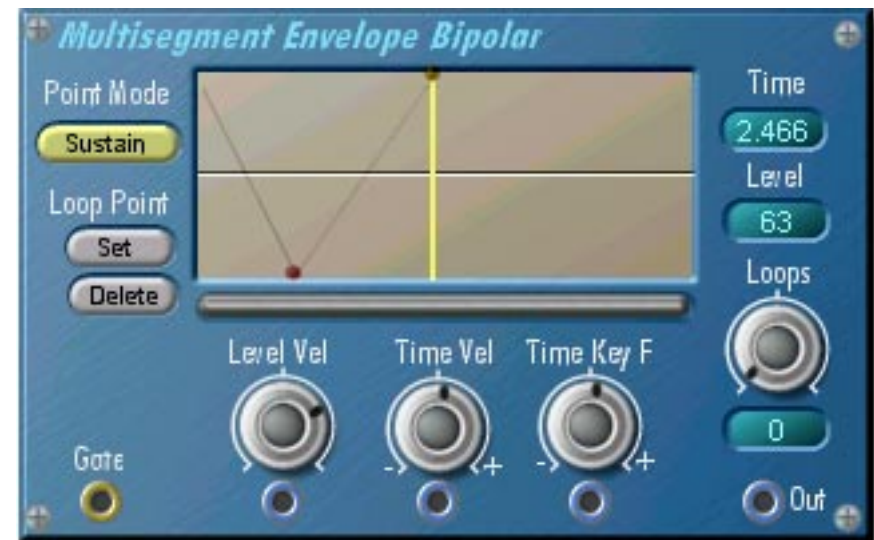 Multisegment Envelope Bipolar
Point Mode
Sustain
Loop Point
Set
Delete
Time
2.466
Level
63
Loops
0
Level Vel
Time Vel
Time Key F
- +
- +
Gate
Out